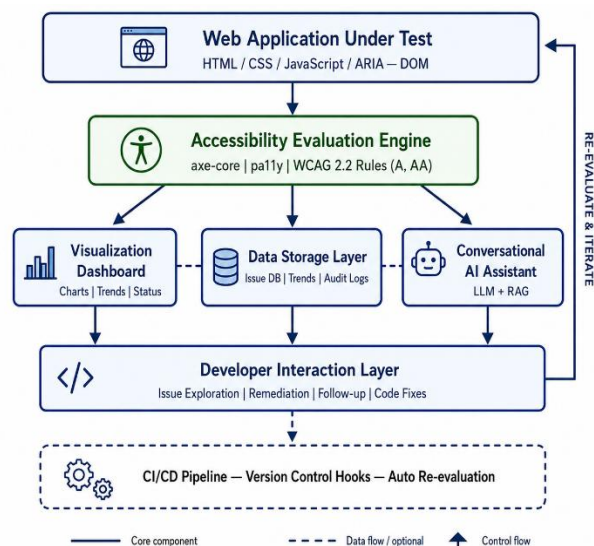 Web Application Under Test
HTML / CSS / JavaScript / ARIA — DOM
Accessibility Evaluation Engine
axe-core | pa11y | WCAG 2.2 Rules (A, AA)
RE-EVALUATE & ITERATE
Visualization
Dashboard
Charts | Trends | Status
Data Storage Layer
Issue DB | Trends | Audit Logs
Conversational
AI Assistant
LLM + RAG
Developer Interaction Layer
Issue Exploration | Remediation | Follow-up | Code Fixes
</>
CI/CD Pipeline — Version Control Hooks — Auto Re-evaluation
Core component
Data flow / optional
Control flow